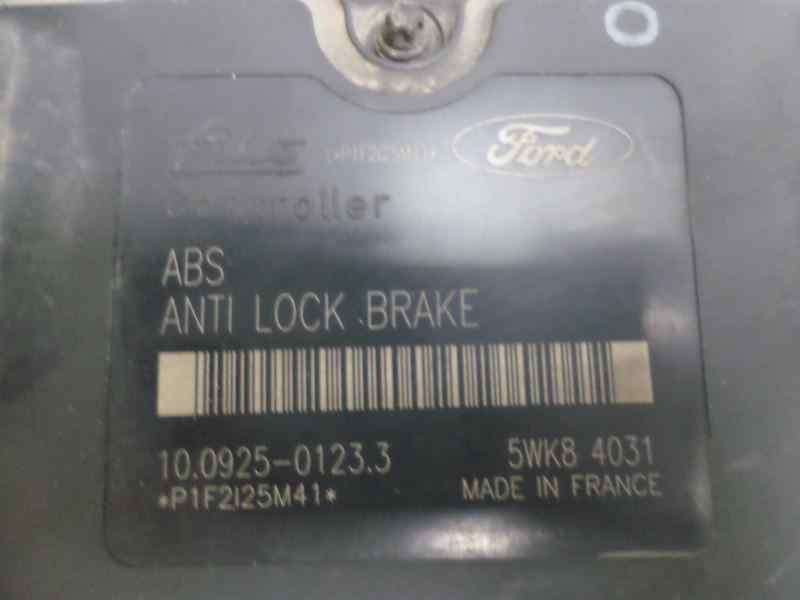 Ford
Controller
ABS
ANTI LOCK BRAKE
10.0925-0123.3 5WK8 4031
*P1F2I25M41* MADE IN FRANCE